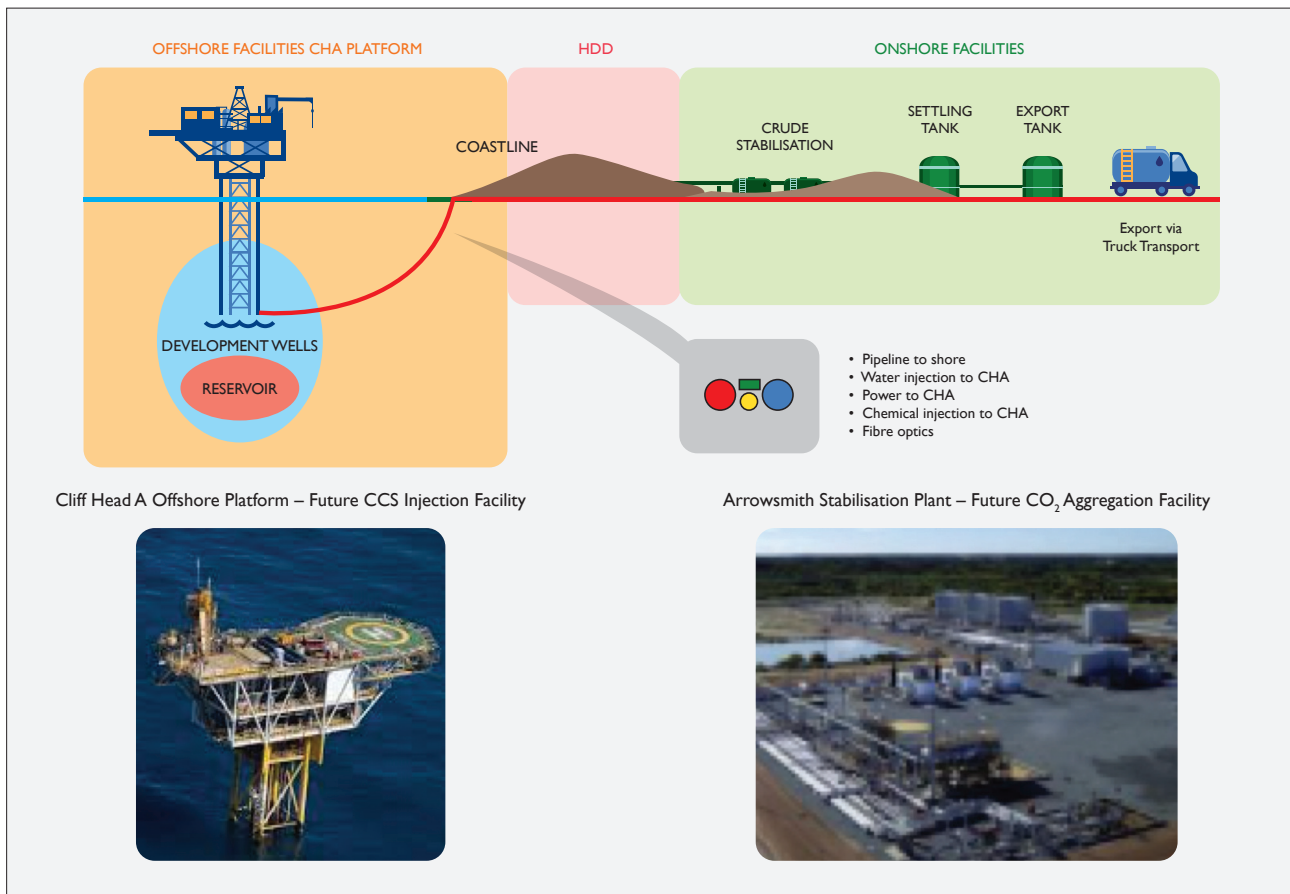 OFFSHORE FACILITIES CHA PLATFORM
HDD
ONSHORE FACILITIES
COASTLINE
CRUDE
STABILISATION
SETTLING
TANK
EXPORT
TANK
Export via
Truck Transport
DEVELOPMENT WELLS
RESERVOIR
• Pipeline to shore
• Water injection to CHA
• Power to CHA
• Chemical injection to CHA
• Fibre optics
Cliff Head A Offshore Platform – Future CCS Injection Facility
Arrowsmith Stabilisation Plant – Future CO₂ Aggregation Facility
H